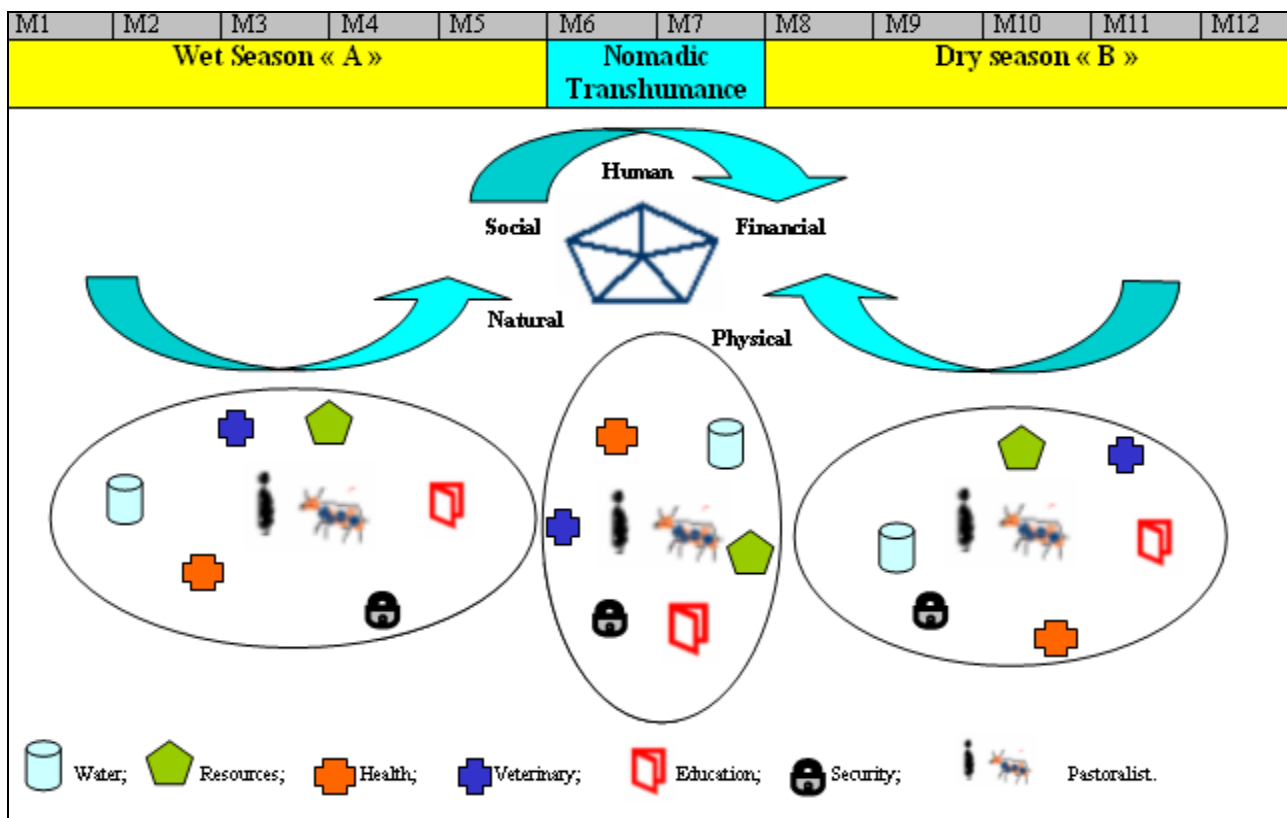 M1 M2 M3 M4 M5 M6 M7 M8 M9 M10 M11 M12
Wet Season « A »
Nomadic
Transhumance
Dry season « B »
Human
Social
Financial
Natural
Physical
Water;
Resources;
Health;
Veterinary;
Education;
Security;
Pastoralist.